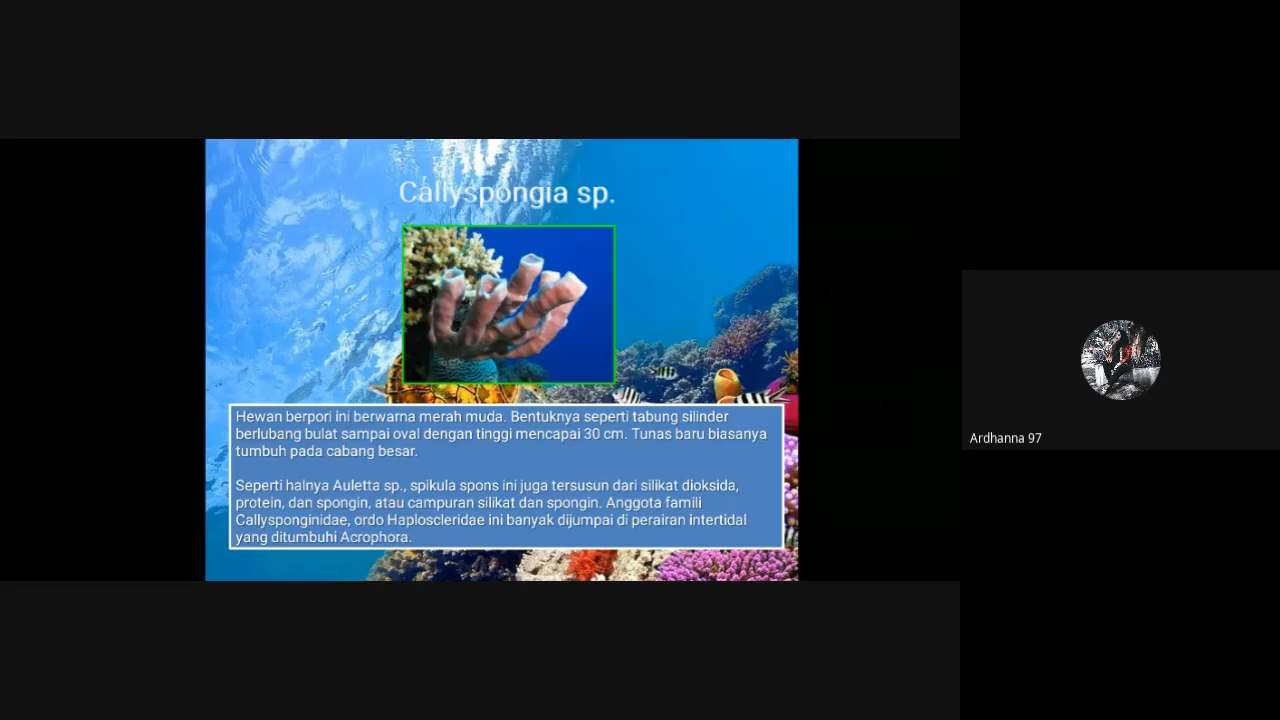 Callyspongia sp.
Hewan berpori ini berwarna merah muda. Bentuknya seperti tabung silinder
berlubang bulat sampai oval dengan tinggi mencapai 30 cm. Tunas baru biasanya
tumbuh pada cabang besar.
Seperti halnya Auletta sp., spikula spons ini juga tersusun dari silikat dioksida,
protein, dan spongin, atau campuran silikat dan spongin. Anggota famili
Callysponginidae, ordo Haploscleridae ini banyak dijumpai di perairan intertidal
yang ditumbuhi Acrophora.
Ardhanna 97